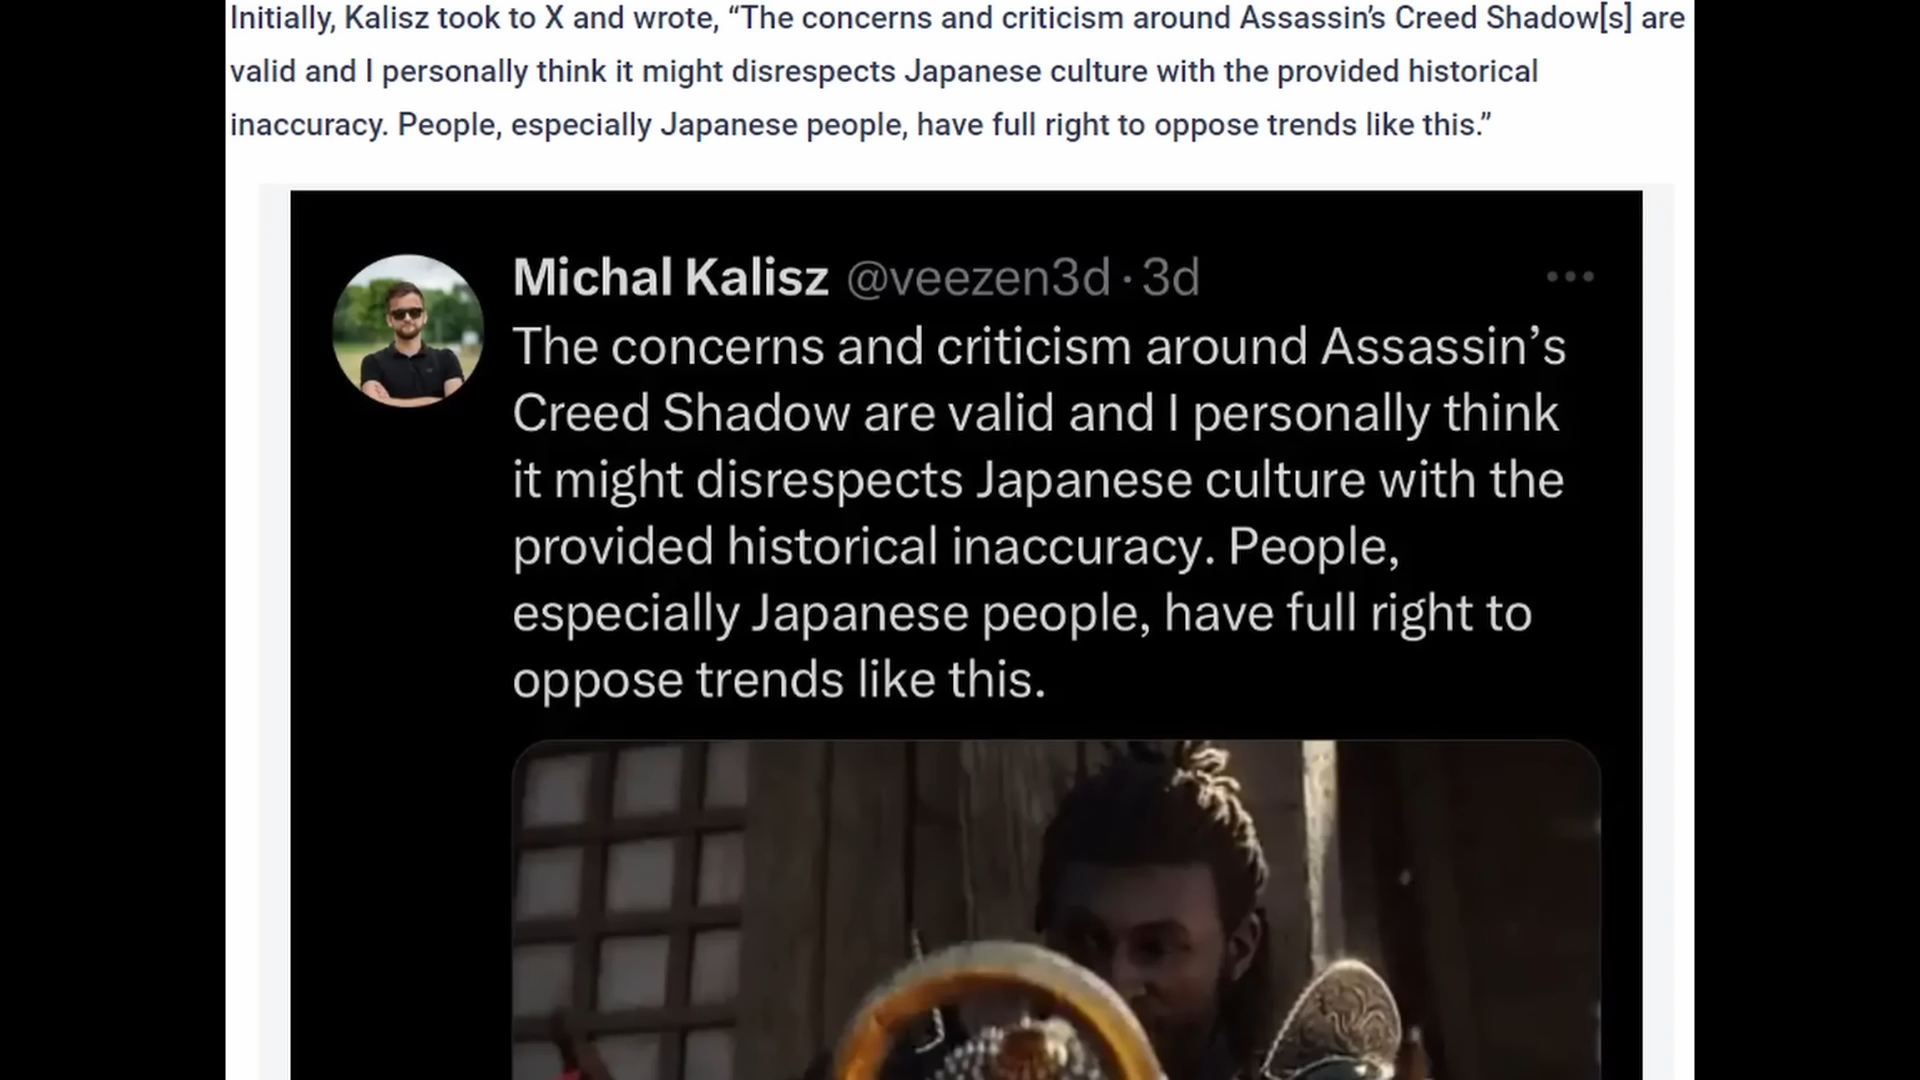 Initially, Kalisz took to X and wrote, “The concerns and criticism around Assassin’s Creed Shadow[s] are
valid and I personally think it might disrespects Japanese culture with the provided historical
inaccuracy. People, especially Japanese people, have full right to oppose trends like this.”
Michal Kalisz @veezen3d · 3d
The concerns and criticism around Assassin’s
Creed Shadow are valid and I personally think
it might disrespects Japanese culture with the
provided historical inaccuracy. People,
especially Japanese people, have full right to
oppose trends like this.